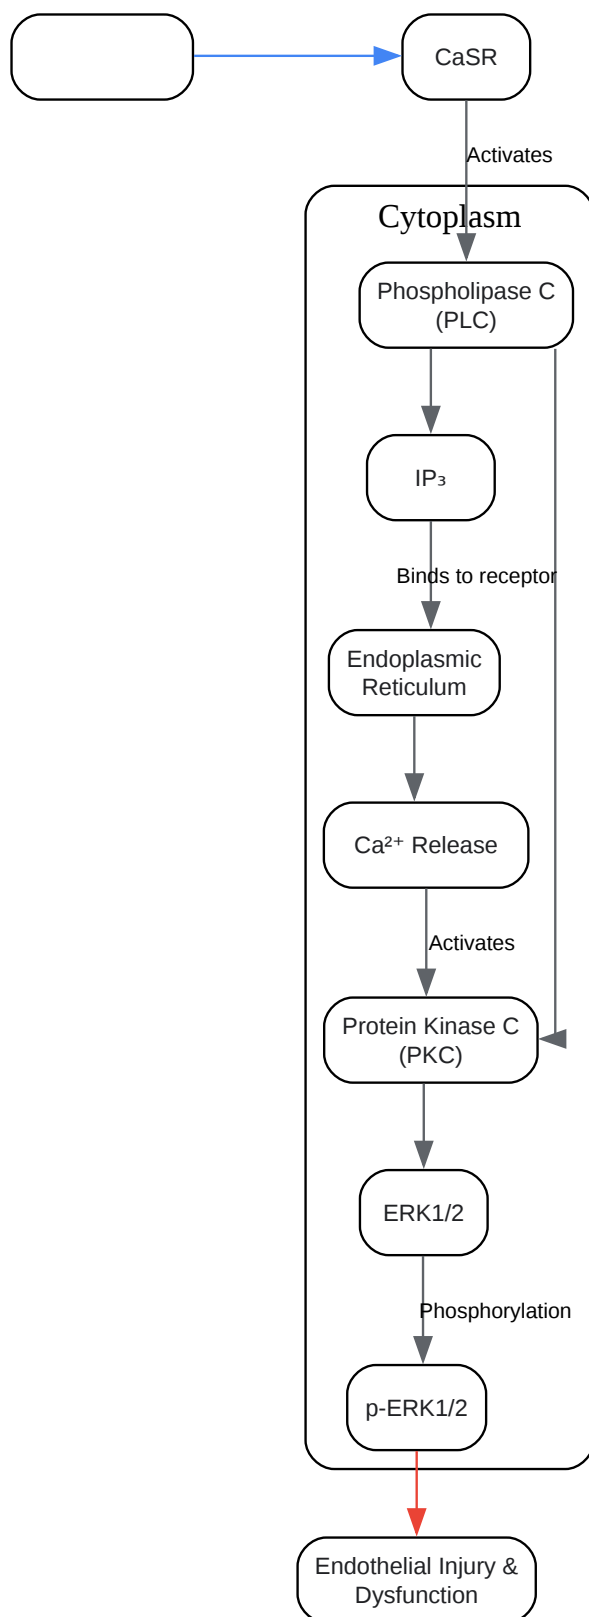 CaSR
Activates
Cytoplasm
Phospholipase C
(PLC)
IP₃
Binds to receptor
Endoplasmic
Reticulum
Ca²⁺ Release
Activates
Protein Kinase C
(PKC)
ERK1/2
Phosphorylation
p-ERK1/2
Endothelial Injury &
Dysfunction